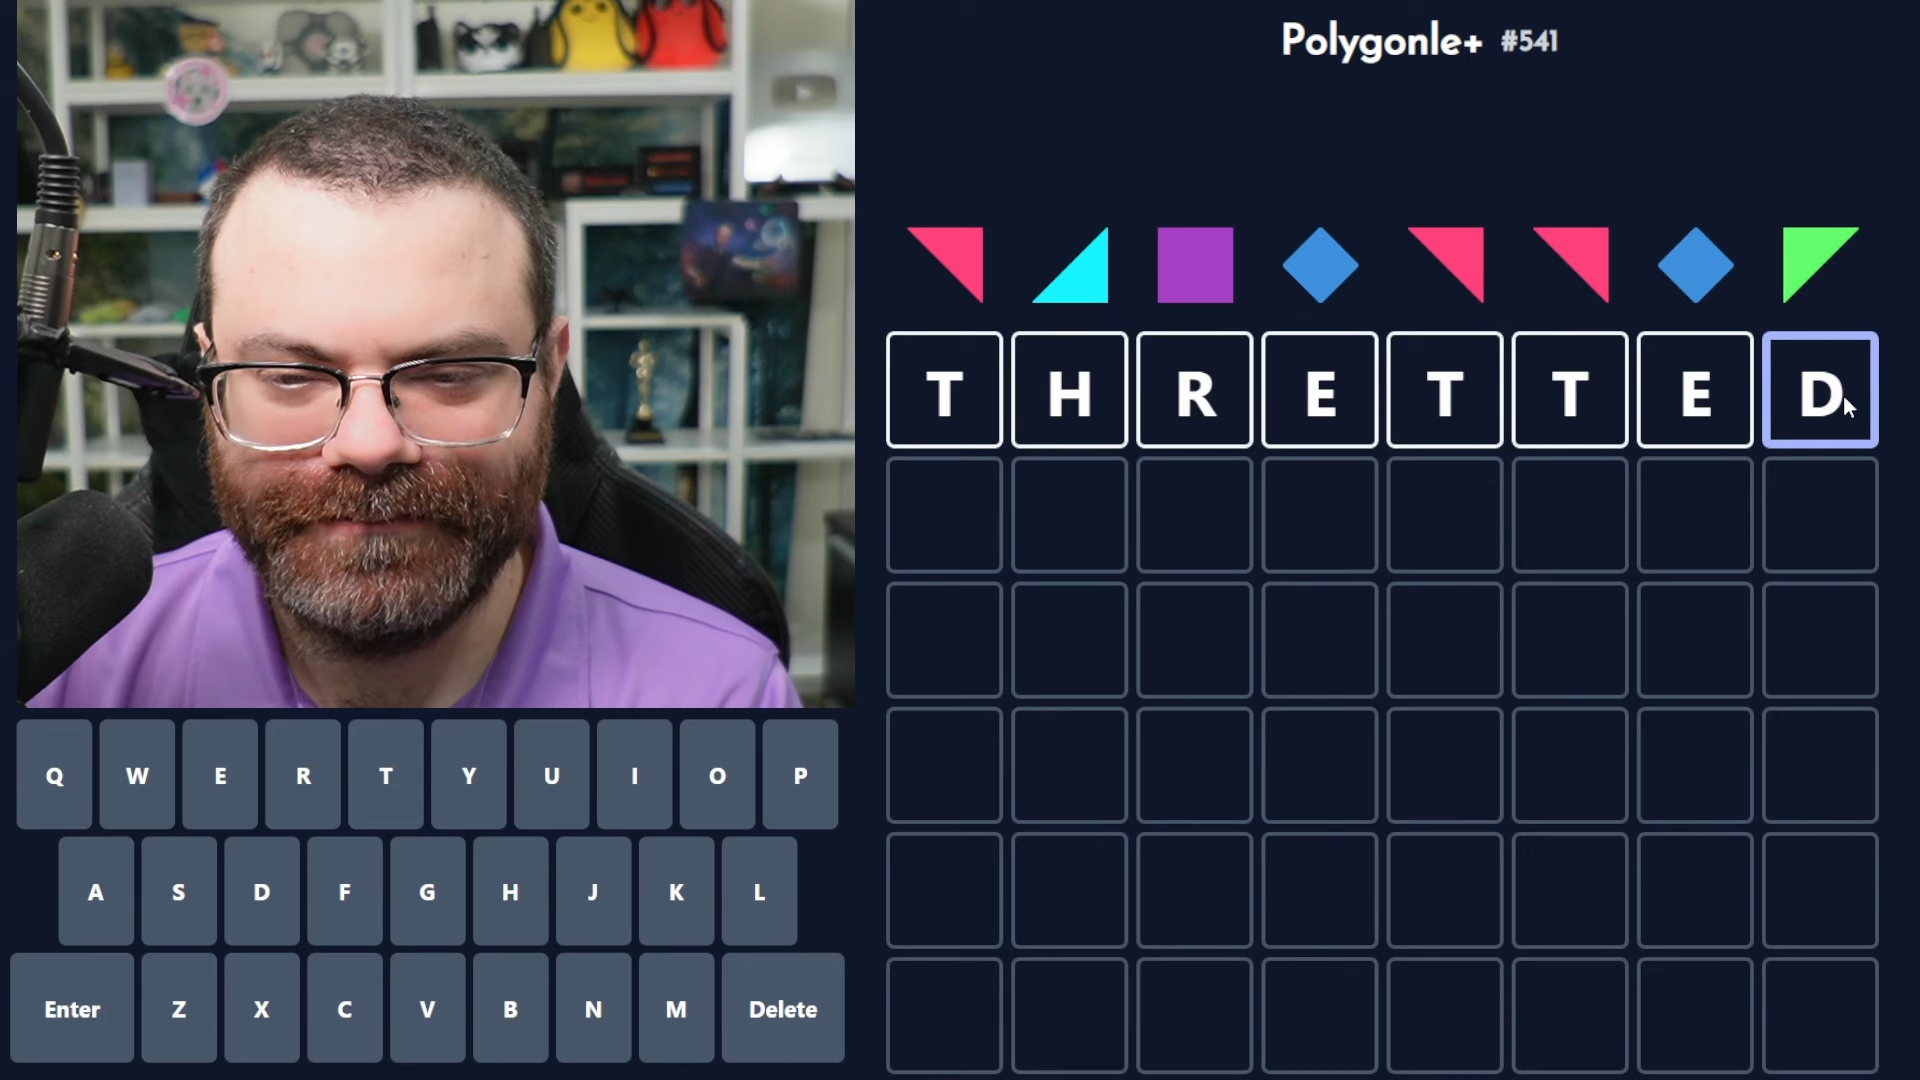 Polygonle+ #541
T H R E T T E D
Q W E R T Y U I O P
A S D F G H J K L
Enter Z X C V B N M Delete